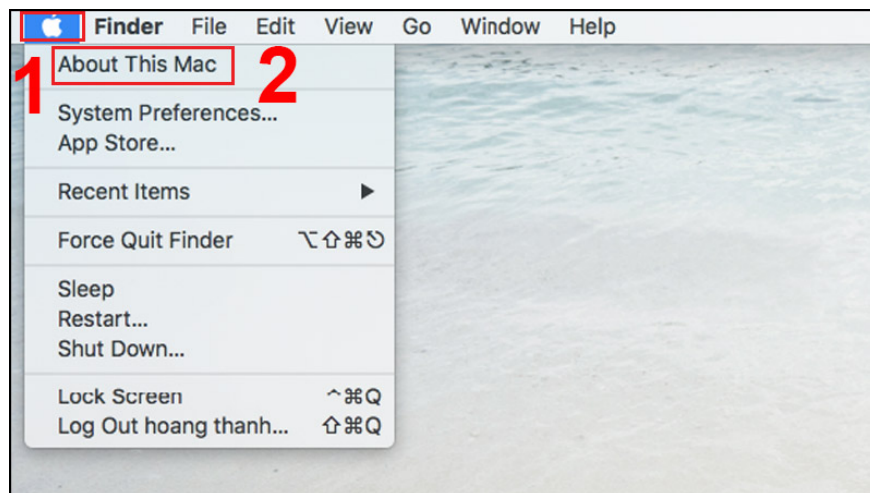 Finder File Edit View Go Window Help
1
About This Mac
2
System Preferences...
App Store...
Recent Items ▶
Force Quit Finder ⌥⇧⌘⎋
Sleep
Restart...
Shut Down...
Lock Screen ^⌘Q
Log Out hoang thanh... ⇧⌘Q